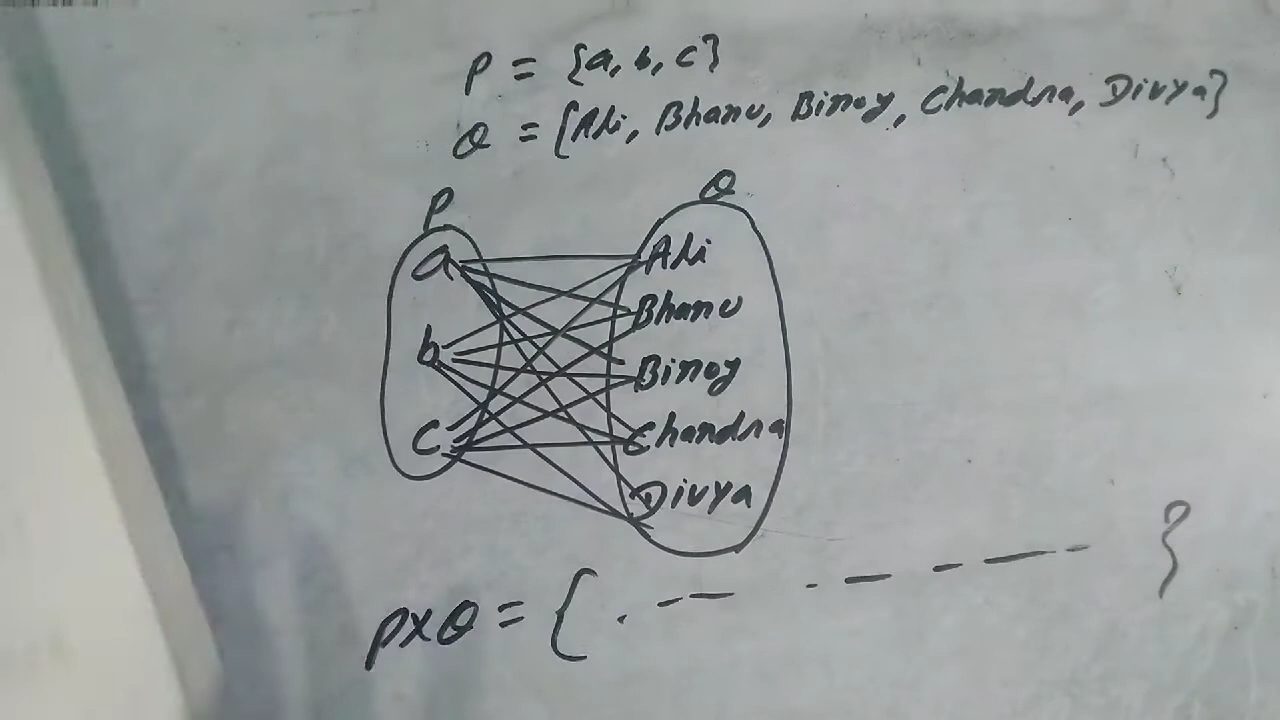 P = {a, b, c}
Q = {Ali, Bhanu, Binoy, Chandra, Divya}
P
Q
a
Ali
Bhanu
b
Binoy
c
Chandra
Divya
P×Q = { . - - - - - - - }